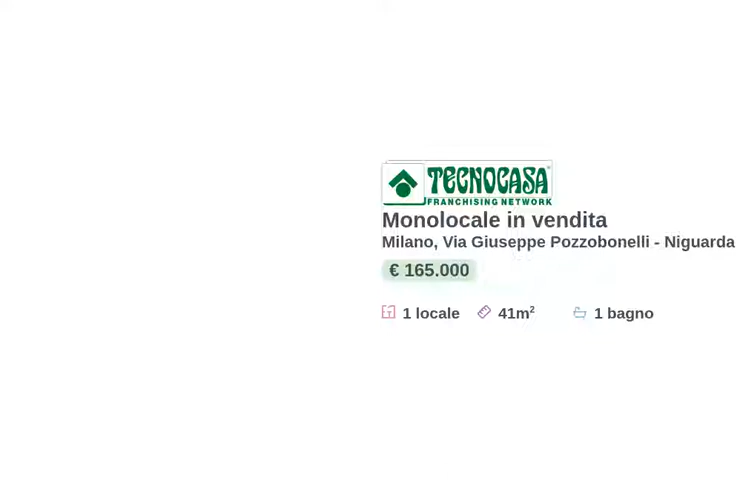 TECNOCASA
FRANCHISING NETWORK
Monolocale in vendita
Milano, Via Giuseppe Pozzobonelli - Niguarda
€ 165.000
1 locale 41m² 1 bagno